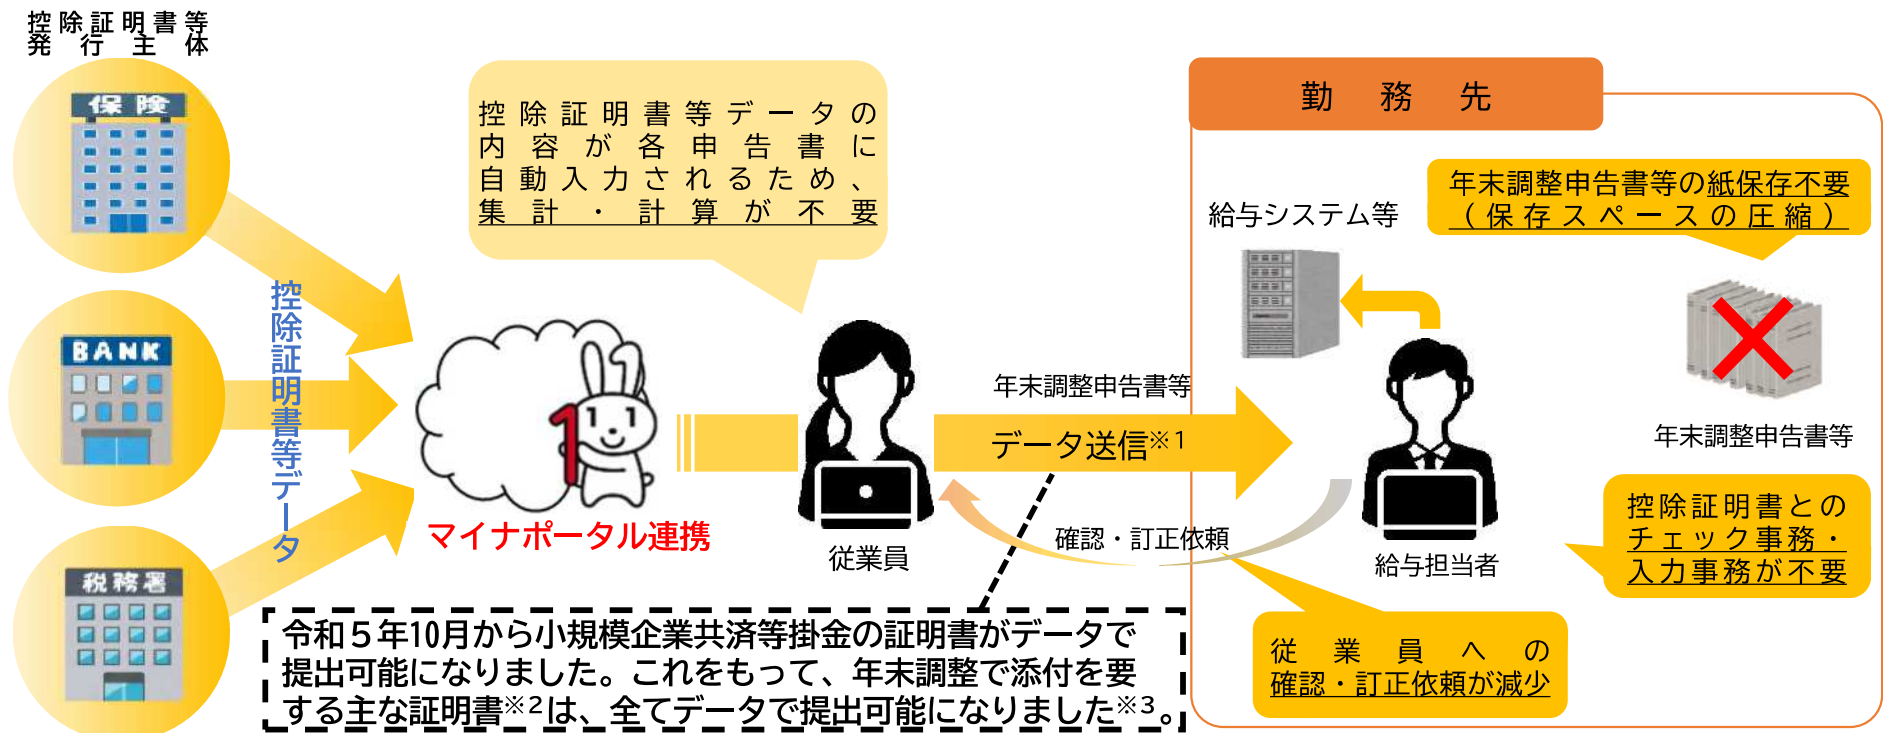 控除証明書等
発行主体
保険
BANK
税務署
控除証明書等データ
マイナポータル連携
控除証明書等データの
内容が各申告書に
自動入力されるため、
集計・計算が不要
従業員
年末調整申告書等
データ送信※1
確認・訂正依頼
令和5年10月から小規模企業共済等掛金の証明書がデータで
提出可能になりました。これをもって、年末調整で添付を要
する主な証明書※2は、全てデータで提出可能になりました※3。
勤務先
給与システム等
年末調整申告書等の紙保存不要
（保存スペースの圧縮）
年末調整申告書等
給与担当者
控除証明書との
チェック事務・
入力事務が不要
従業員への
確認・訂正依頼が減少